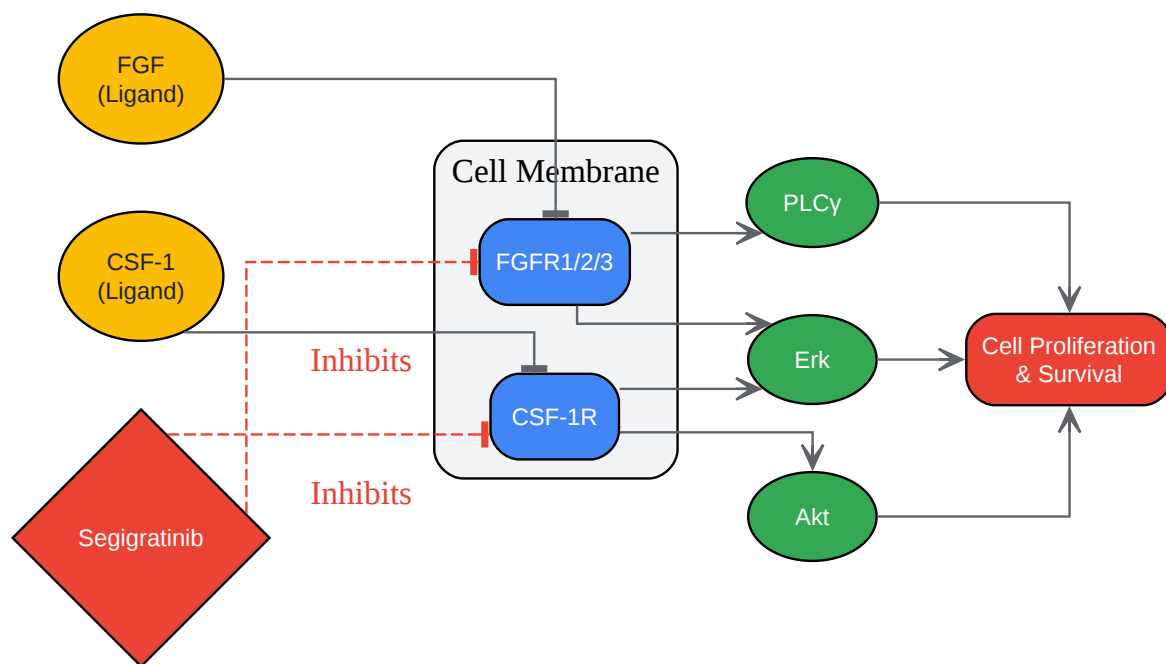 FGF
(Ligand)
Cell Membrane
PLCγ
CSF-1
(Ligand)
FGFR1/2/3
Inhibits
Erk
Cell Proliferation
& Survival
CSF-1R
Inhibits
Segigratinib
Akt